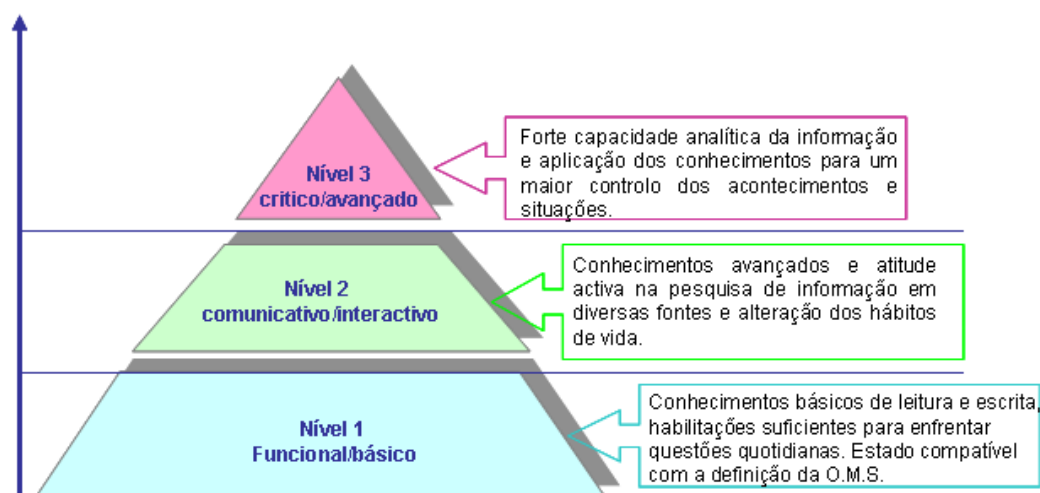 Nível 3
critico/avançado
Forte capacidade analítica da informação
e aplicação dos conhecimentos para um
maior controlo dos acontecimentos e
situações.
Nível 2
comunicativo/interactivo
Conhecimentos avançados e atitude
activa na pesquisa de informação em
diversas fontes e alteração dos hábitos
de vida.
Nível 1
Funcional/básico
Conhecimentos básicos de leitura e escrita,
habilitações suficientes para enfrentar
questões quotidianas. Estado compatível
com a definição da O.M.S.